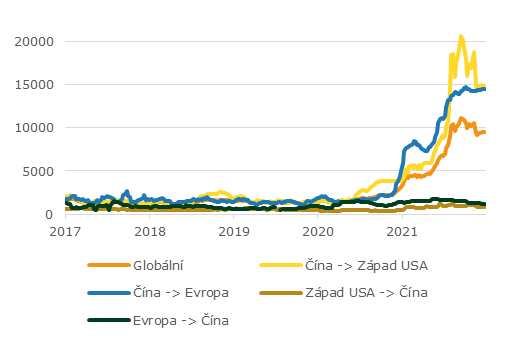 20000
15000
10000
5000
0
2017 2018 2019 2020 2021
Globální Čína -> Západ USA
Čína -> Evropa Západ USA -> Čína
Evropa -> Čína